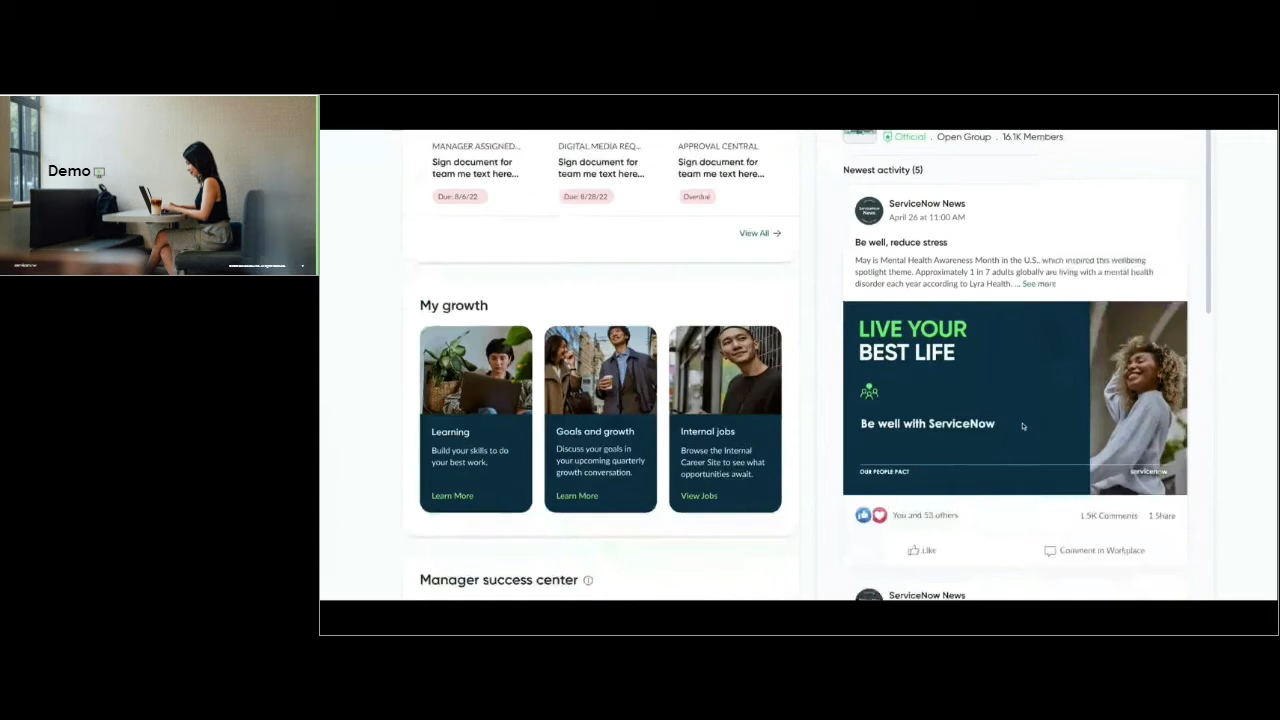 Demo
servicenow
MANAGER ASSIGNED...
DIGITAL MEDIA REQ...
APPROVAL CENTRAL
Sign document for
team me text here...
Sign document for
team me text here...
Sign document for
team me text here...
Due: 8/6/22
Due: 8/28/22
Overdue
View All →
My growth
Learning
Build your skills to do
your best work.
Learn More
Goals and growth
Discuss your goals in
your upcoming quarterly
growth conversation.
Learn More
Internal jobs
Browse the Internal
Career Site to see what
opportunities await.
View Jobs
Manager success center
Official . Open Group . 16.1K Members
Newest activity (5)
ServiceNow News
ServiceNow News
April 26 at 11:00 AM
Be well, reduce stress
May is Mental Health Awareness Month in the U.S., which inspired this wellbeing
spotlight theme. Approximately 1 in 7 adults globally are living with a mental health
disorder each year according to Lyra Health. ... See more
LIVE YOUR
BEST LIFE
Be well with ServiceNow
OUR PEOPLE PACT
servicenow
You and 53 others
1.5K Comments
1 Share
Like
Comment in Workplace
ServiceNow News